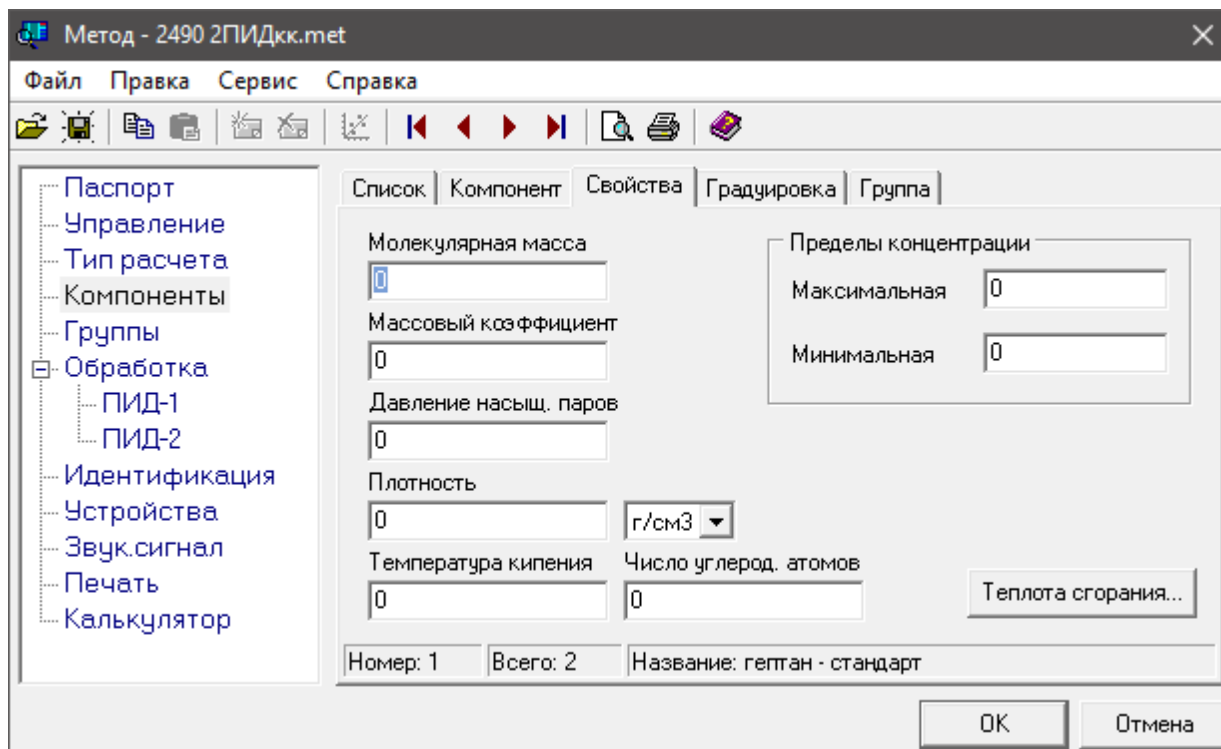 Метод - 2490 2ПИДкк.met
Файл Правка Сервис Справка
Паспорт
Управление
Тип расчета
Компоненты
Группы
Обработка
ПИД-1
ПИД-2
Идентификация
Устройства
Звук.сигнал
Печать
Калькулятор
Список Компонент Свойства Градуировка Группа
Молекулярная масса
0
Массовый коэффициент
0
Давление насыщ. паров
0
Плотность
0 г/см3
Температура кипения Число углерод. атомов
0 0
Пределы концентрации
Максимальная 0
Минимальная 0
Теплота сгорания...
Номер: 1 Всего: 2 Название: гептан - стандарт
OK Отмена